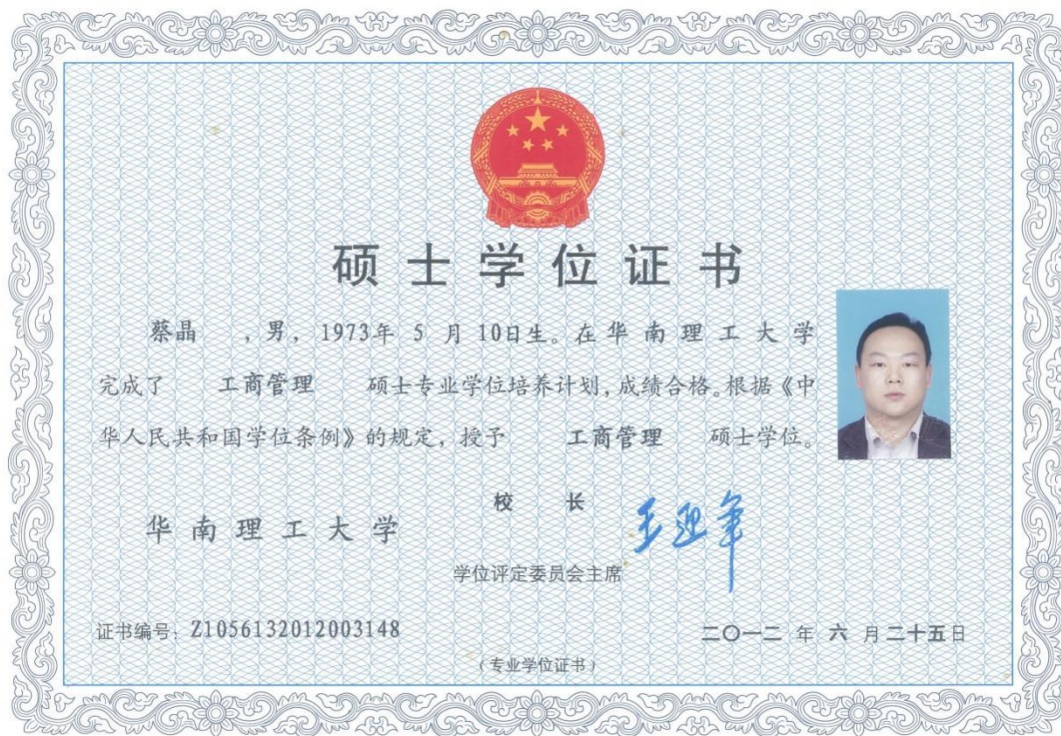 硕士学位证书
蔡晶 ，男，1973年 5 月 10日生。在华南理工大学
完成了 工商管理 硕士专业学位培养计划，成绩合格。根据《中
华人民共和国学位条例》的规定，授予 工商管理 硕士学位。
校 长 王迎军
华南理工大学
学位评定委员会主席
证书编号：Z1056132012003148
二〇一二 年 六 月二十五日
（专业学位证书）